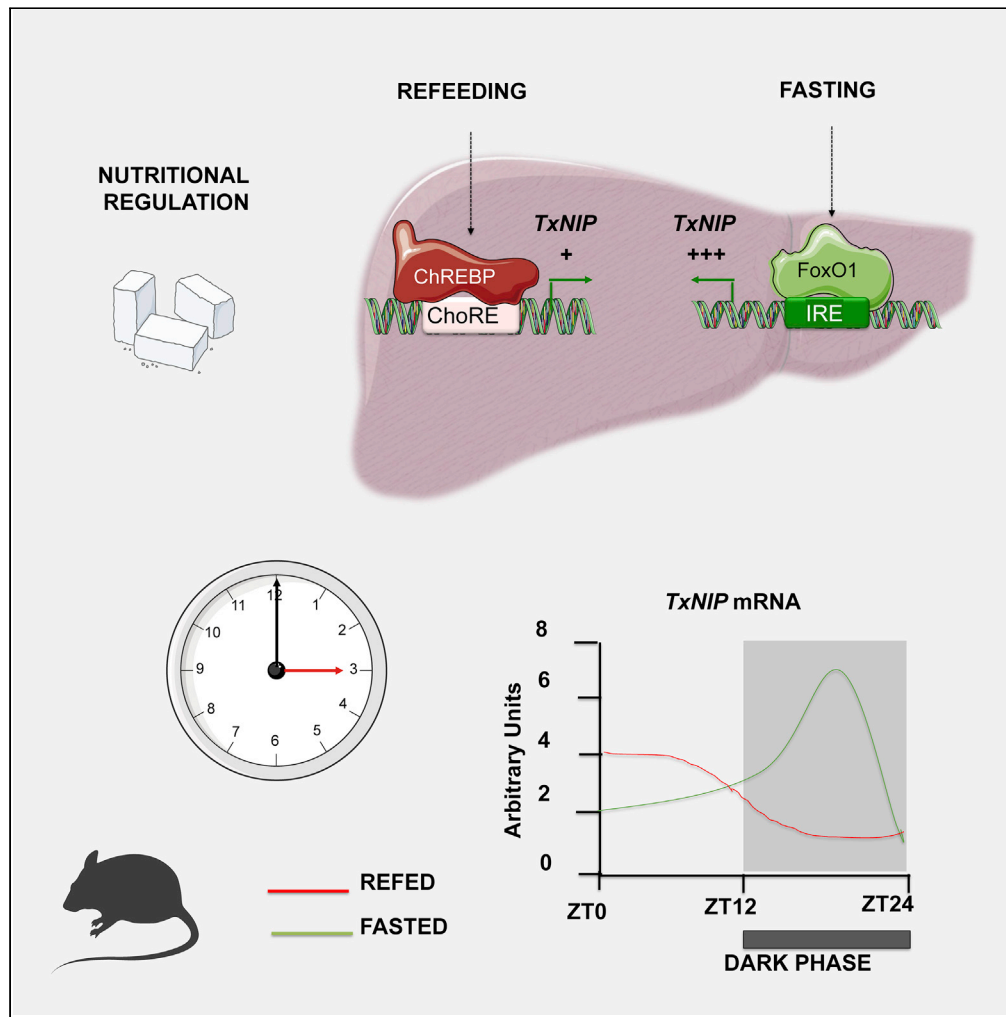 REFEEDING
FASTING
NUTRITIONAL
REGULATION
TxNIP
+
TxNIP
+++
ChREBP
ChoRE
FoxO1
IRE
12
1
2
3
4
5
6
7
8
9
10
11
TxNIP mRNA
Arbitrary Units
8
6
4
2
0
ZT0
ZT12
ZT24
DARK PHASE
REFED
FASTED